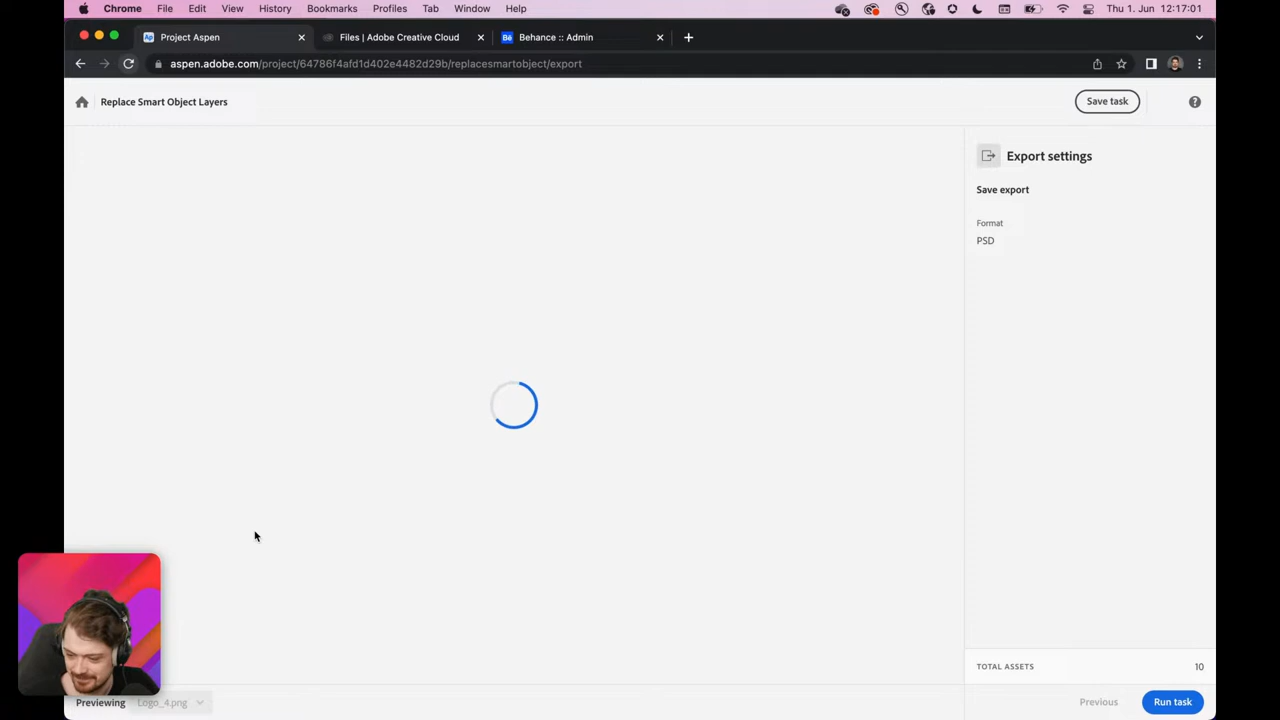 Chrome File Edit View History Bookmarks Profiles Tab Window Help Thu 1. Jun 12:17:01
Ap Project Aspen Files | Adobe Creative Cloud Bē Behance :: Admin
aspen.adobe.com/project/64786f4afd1d402e4482d29b/replacesmartobject/export
Replace Smart Object Layers Save task
Export settings
Save export
Format
PSD
TOTAL ASSETS 10
Previewing Logo_4.png Previous Run task